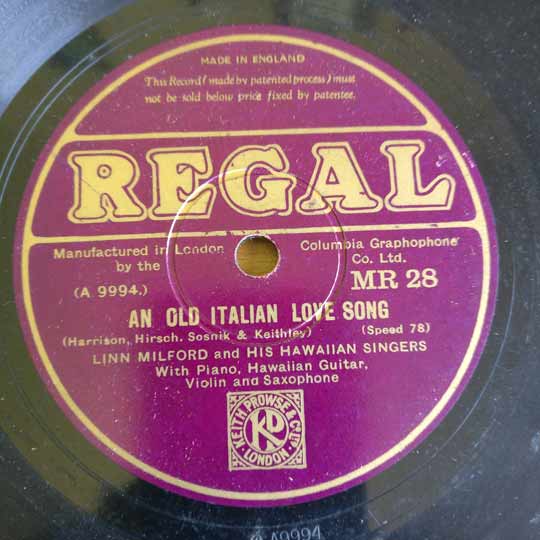 MADE IN ENGLAND
This Record (made by patented process) must
not be sold below price fixed by patentee.
REGAL
Manufactured in London by the
Columbia Graphophone Co. Ltd.
(A 9994.)
MR 28
AN OLD ITALIAN LOVE SONG
(Harrison, Hirsch, Sosnik & Keithley) (Speed 78)
LINN MILFORD and HIS HAWAIIAN SINGERS
With Piano, Hawaiian Guitar,
Violin and Saxophone
KEITH PROWSE & CO LTD
KP
LONDON
A9994